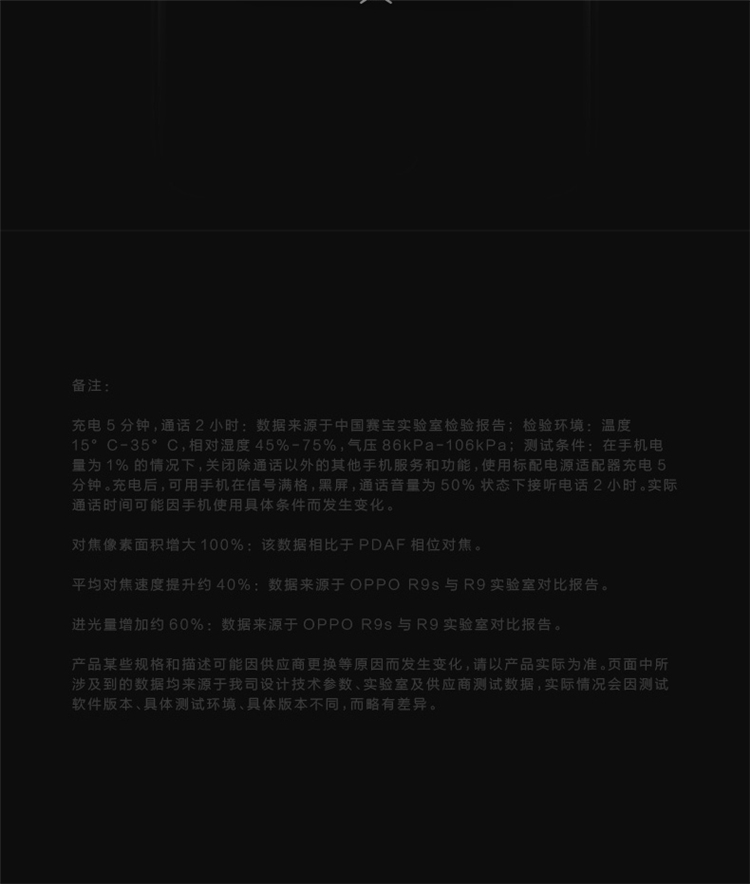 备注：
充电 5 分钟，通话 2 小时： 数据来源于中国赛宝实验室检验报告； 检验环境： 温度
15° C-35° C，相对湿度 45%-75%，气压 86kPa-106kPa； 测试条件： 在手机电
量为 1% 的情况下，关闭除通话以外的其他手机服务和功能，使用标配电源适配器充电 5
分钟。充电后，可用手机在信号满格，黑屏，通话音量为 50% 状态下接听电话 2 小时。实际
通话时间可能因手机使用具体条件而发生变化。
对焦像素面积增大 100%： 该数据相比于 PDAF 相位对焦。
平均对焦速度提升约 40%： 数据来源于 OPPO R9s 与 R9 实验室对比报告。
进光量增加约 60%： 数据来源于 OPPO R9s 与 R9 实验室对比报告。
产品某些规格和描述可能因供应商更换等原因而发生变化，请以产品实际为准。页面中所
涉及到的数据均来源于我司设计技术参数、实验室及供应商测试数据，实际情况会因测试
软件版本、具体测试环境、具体版本不同，而略有差异。